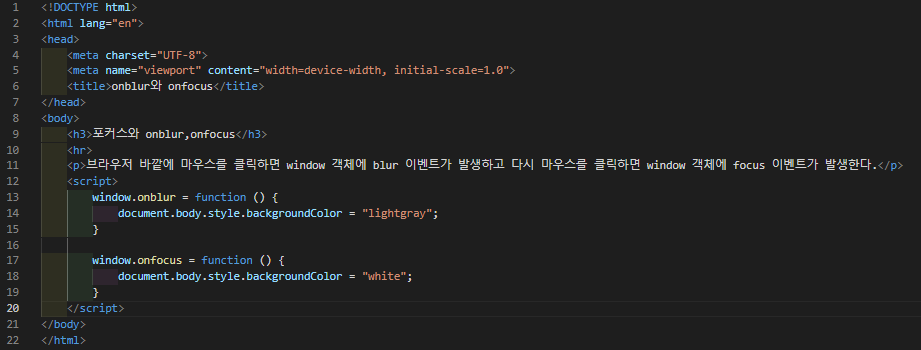 1 <!DOCTYPE html>
2 <html lang="en">
3 <head>
4 <meta charset="UTF-8">
5 <meta name="viewport" content="width=device-width, initial-scale=1.0">
6 <title>onblur와 onfocus</title>
7 </head>
8 <body>
9 <h3>포커스와 onblur,onfocus</h3>
10 <hr>
11 <p>브라우저 바깥에 마우스를 클릭하면 window 객체에 blur 이벤트가 발생하고 다시 마우스를 클릭하면 window 객체에 focus 이벤트가 발생한다.</p>
12 <script>
13 window.onblur = function () {
14 document.body.style.backgroundColor = "lightgray";
15 }
16
17 window.onfocus = function () {
18 document.body.style.backgroundColor = "white";
19 }
20 </script>
21 </body>
22 </html>